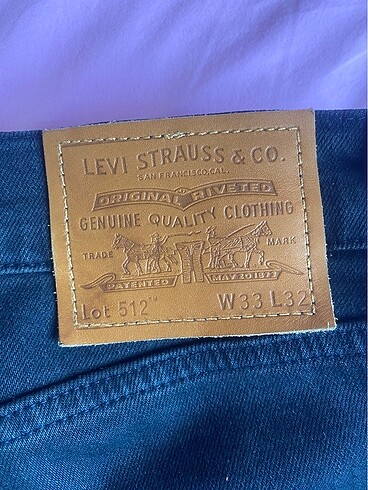 LEVI STRAUSS & CO.
SAN FRANCISCO, CAL.
ORIGINAL RIVETED
GENUINE QUALITY CLOTHING
TRADE MARK
PATENTED MAY 20 1873
Lot 512™ W33 L32